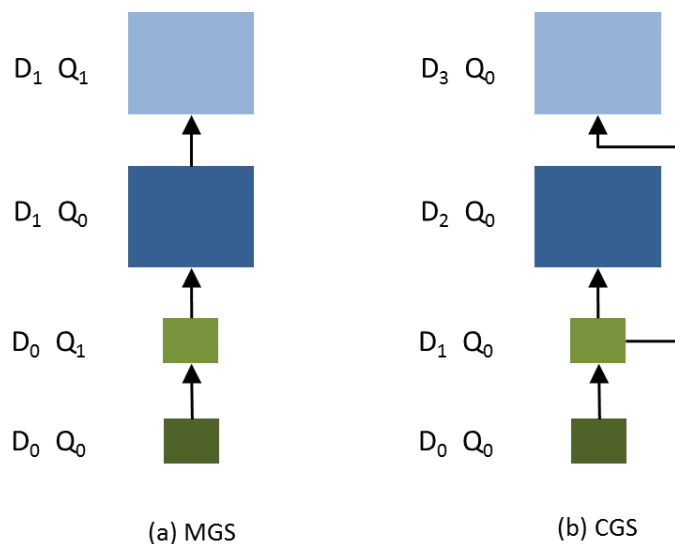 D₁ Q₁
D₁ Q₀
D₀ Q₁
D₀ Q₀
(a) MGS
D₃ Q₀
D₂ Q₀
D₁ Q₀
D₀ Q₀
(b) CGS